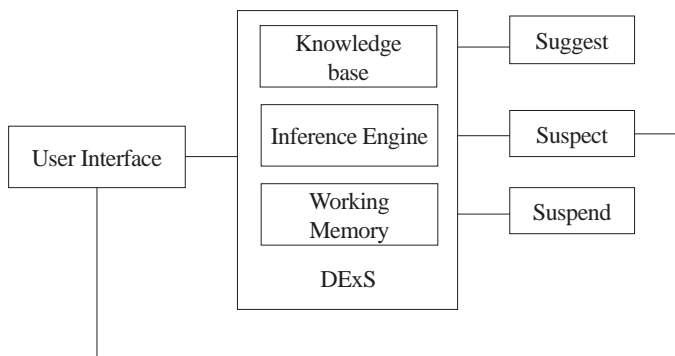 Knowledge
base
Suggest
Inference Engine
Suspect
User Interface
Working
Memory
Suspend
DExS